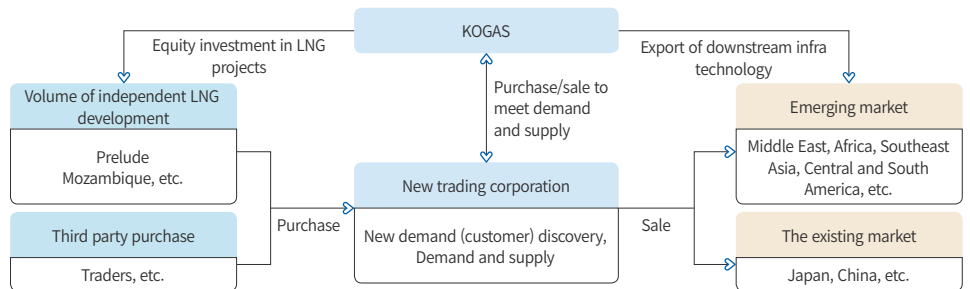 KOGAS
Equity investment in LNG
projects
Export of downstream infra
technology
Purchase/sale to
meet demand
and supply
Volume of independent LNG
development
Prelude
Mozambique, etc.
Third party purchase
Traders, etc.
Purchase
New trading corporation
New demand (customer) discovery,
Demand and supply
Sale
Emerging market
Middle East, Africa, Southeast
Asia, Central and South
America, etc.
The existing market
Japan, China, etc.